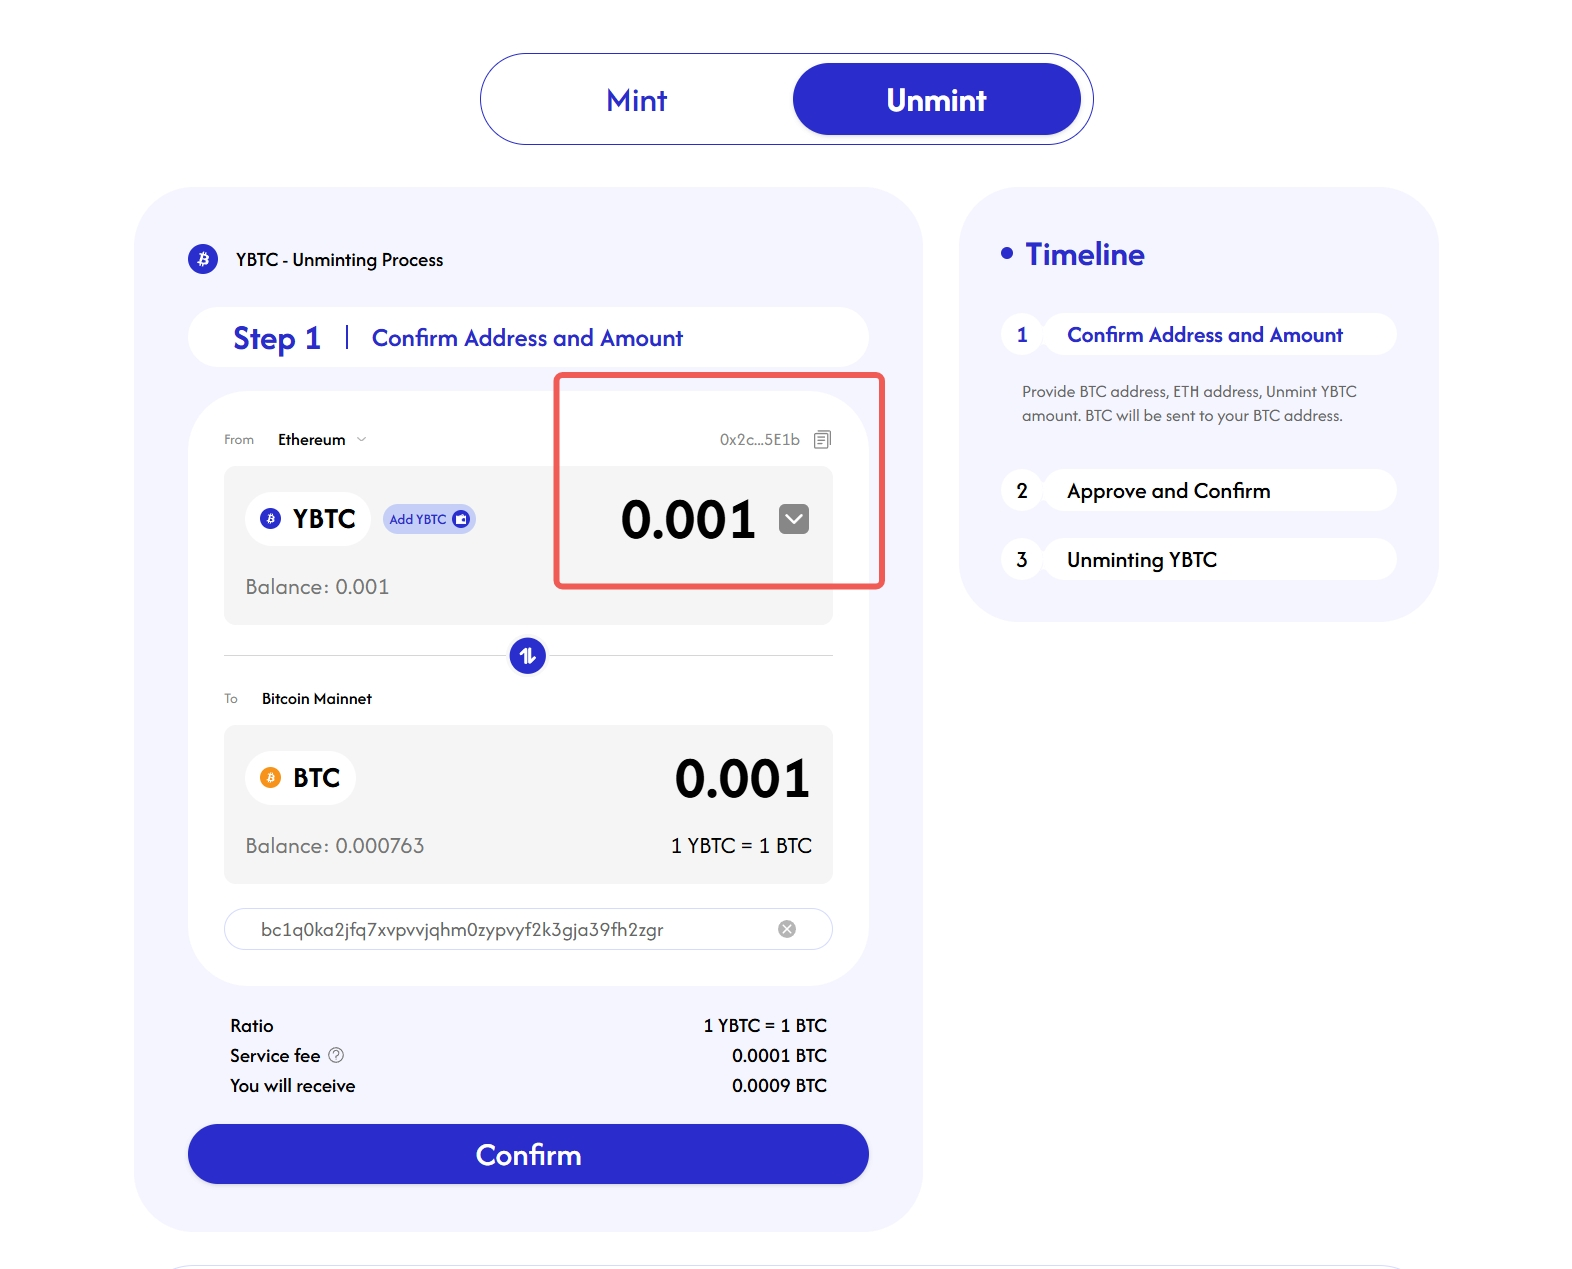 Mint
Unmint
YBTC - Unminting Process
Step 1
Confirm Address and Amount
From
Ethereum
0x2c...5E1b
YBTC
Add YBTC
0.001
Balance: 0.001
To
Bitcoin Mainnet
BTC
0.001
Balance: 0.000763
1 YBTC = 1 BTC
bc1q0ka2jfq7xvpvvjqhm0zypvyf2k3gja39fh2zgr
Ratio
1 YBTC = 1 BTC
Service fee
0.0001 BTC
You will receive
0.0009 BTC
Confirm
Timeline
1
Confirm Address and Amount
Provide BTC address, ETH address, Unmint YBTC
amount. BTC will be sent to your BTC address.
2
Approve and Confirm
3
Unminting YBTC